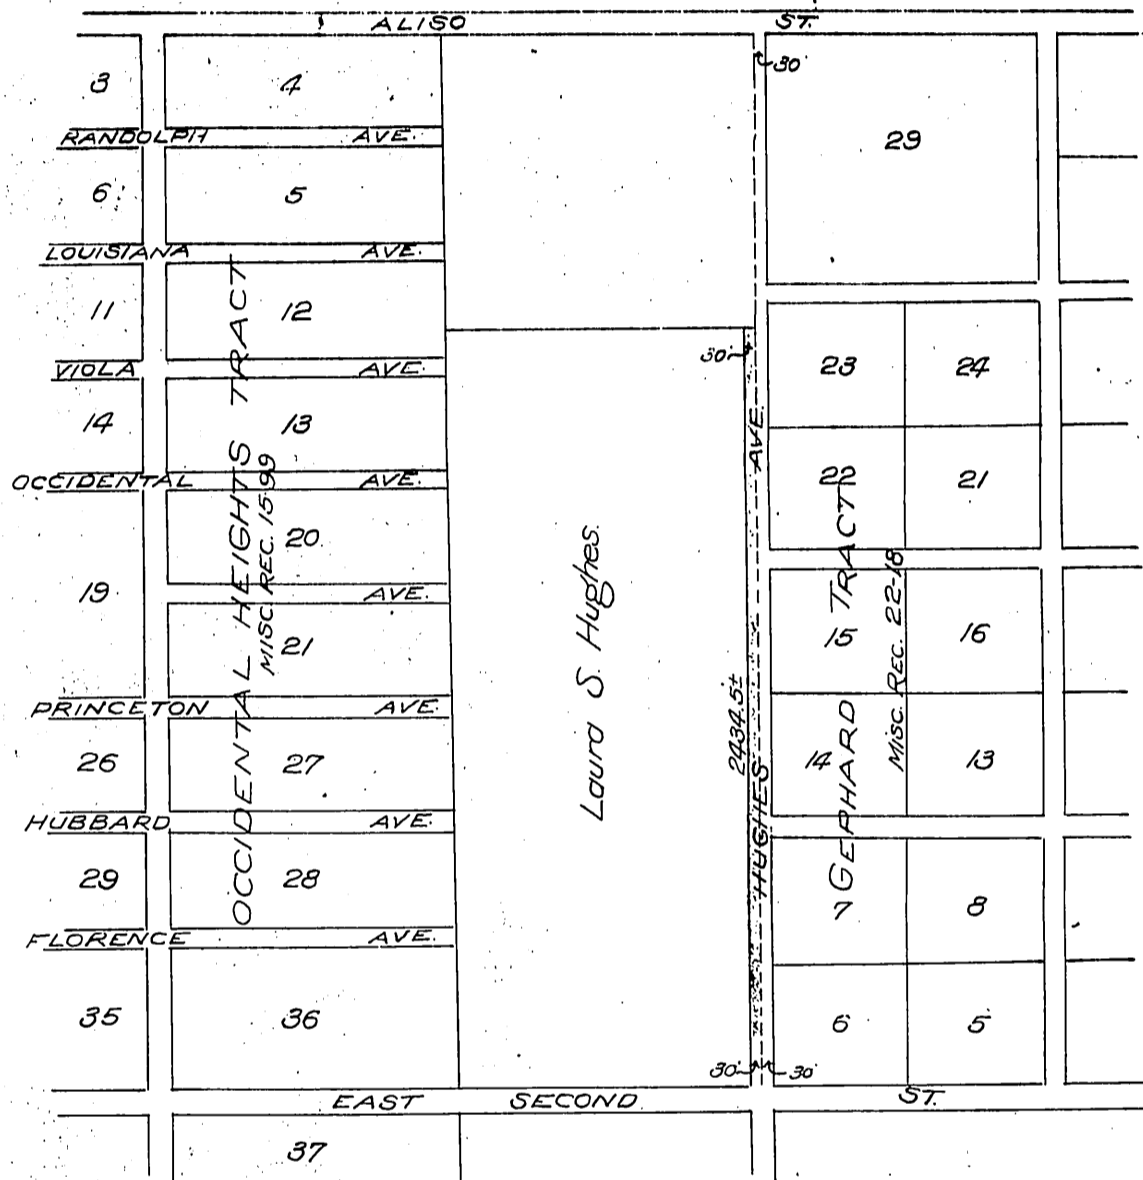 ALISO ST.
30'
3 4
RANDOLPH AVE.
29
6 5
LOUISIANA AVE.
11 12
30'
VIOLA AVE.
23 24
14 13
OCCIDENTAL AVE.
22 21
20
19 AVE.
21
15 16
PRINCETON AVE.
26 27
14 13
HUBBARD AVE.
29 28
7 8
FLORENCE AVE.
35 36
6 5
30' 30'
EAST SECOND ST.
37
OCCIDENTAL HEIGHTS TRACT
MISC. REC. 15-99
Laura S. Hughes.
2434.5±
HUGHES AVE.
GEPHARD TRACT
MISC. REC. 22-18